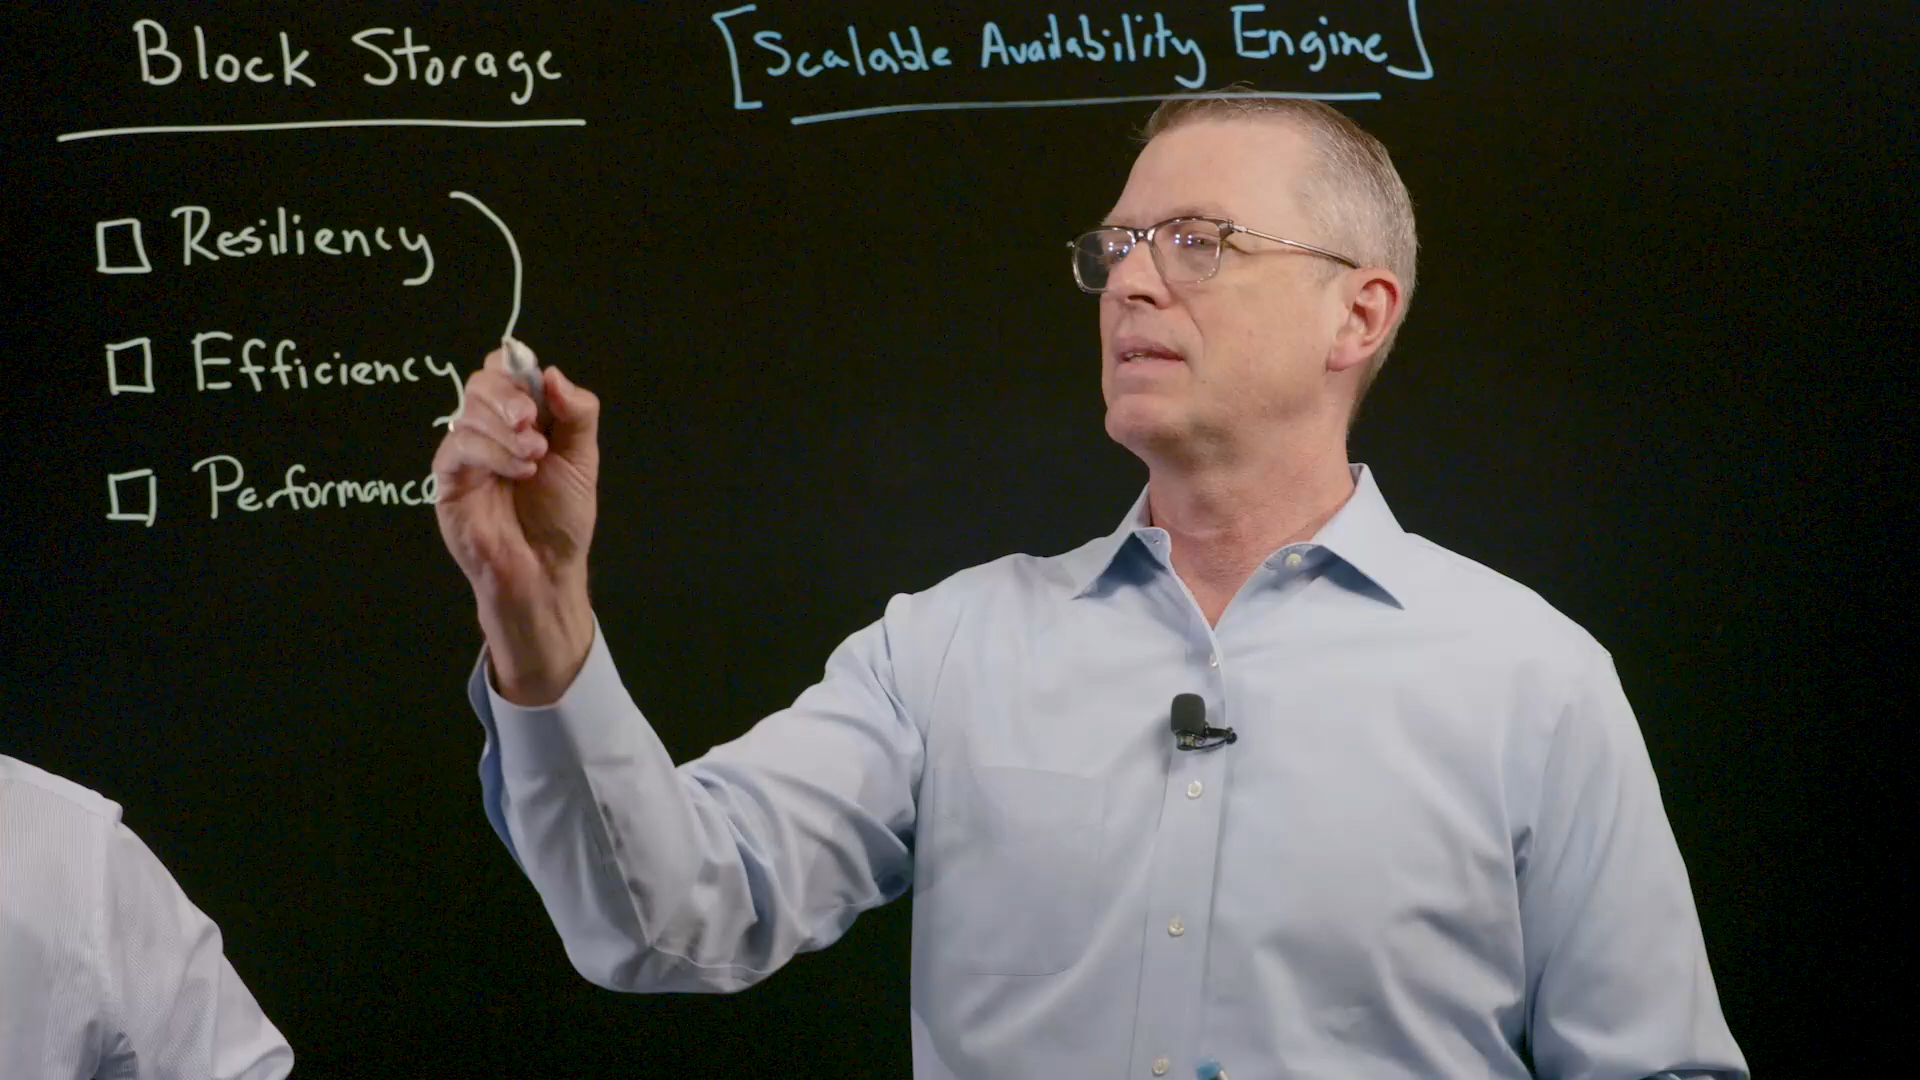 Block Storage
[Scalable Availability Engine]
Resiliency
Efficiency
Performance